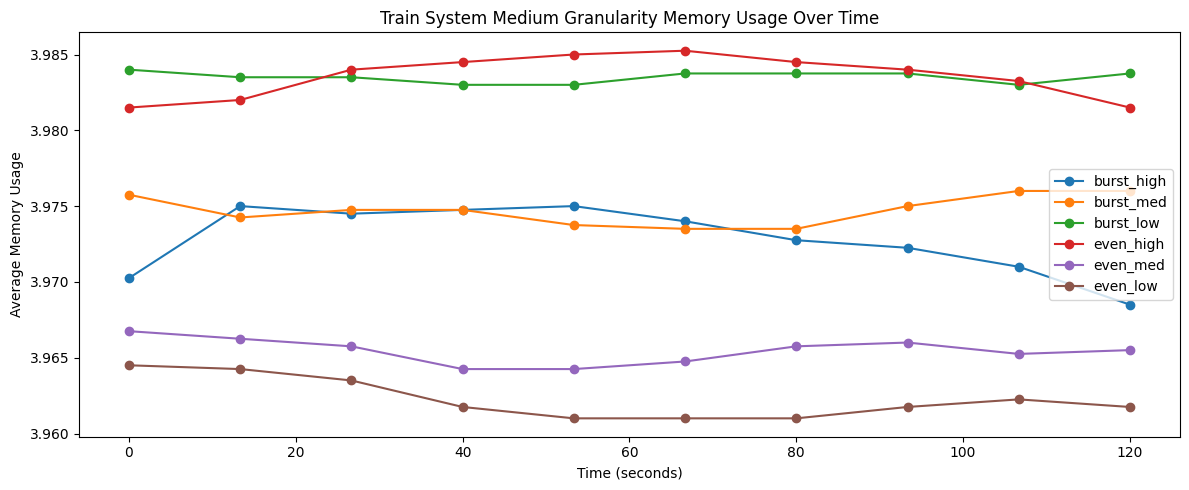 Train System Medium Granularity Memory Usage Over Time
Average Memory Usage
3.985
3.980
3.975
3.970
3.965
3.960
burst_high
burst_med
burst_low
even_high
even_med
even_low
0 20 40 60 80 100 120
Time (seconds)